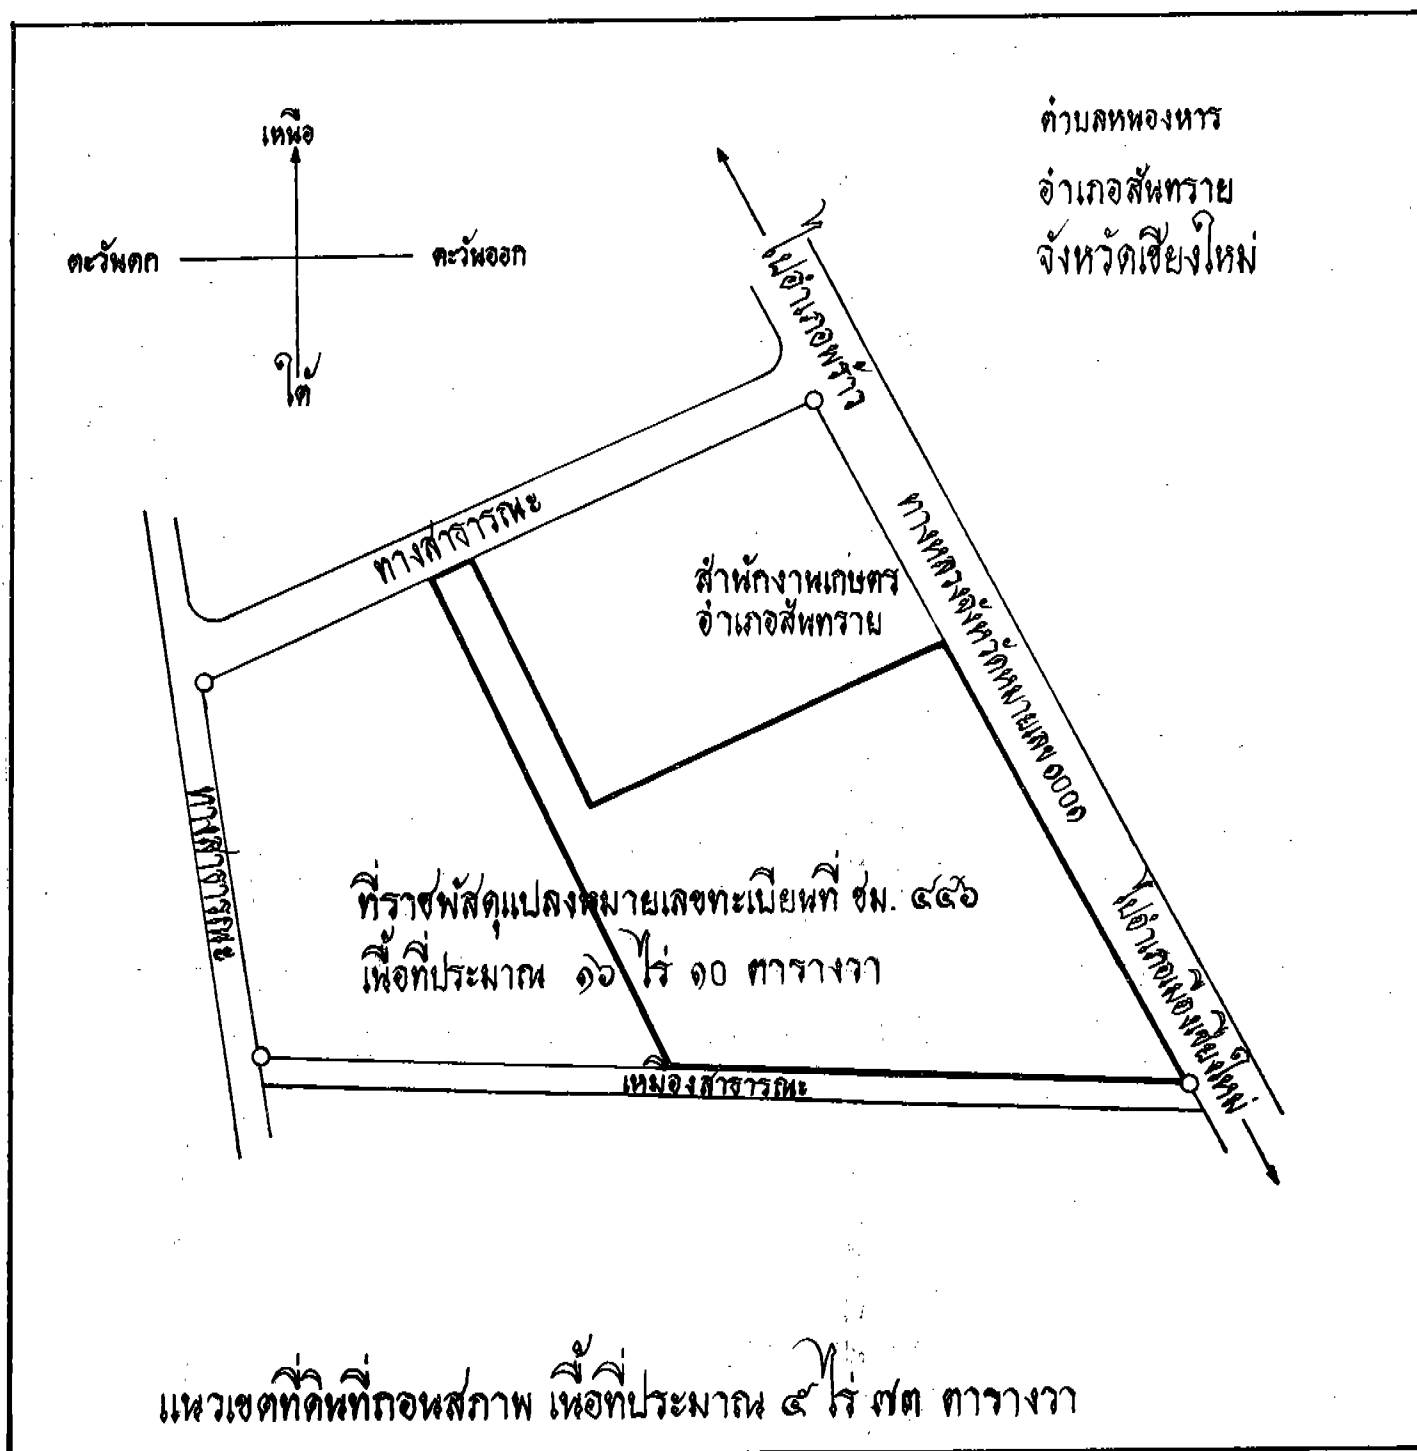 ตำบลหนองหาร
อำเภอสันทราย
จังหวัดเชียงใหม่
เหนือ
ตะวันตก
ตะวันออก
ใต้
ไปอำเภอพร้าว
ทางสาธารณะ
ทางหลวงจังหวัดหมายเลข ๑๐๐๑
สำนักงานเกษตร
อำเภอสันทราย
ทางสาธารณะ
ที่ราชพัสดุแปลงหมายเลขทะเบียนที่ ชม. ๔๔๖
เนื้อที่ประมาณ ๑๖ ไร่ ๑๐ ตารางวา
ไปอำเภอเมืองเชียงใหม่
เหมืองสาธารณะ
แนวเขตที่ดินที่ถอนสภาพ เนื้อที่ประมาณ ๕ ไร่ ๗๓ ตารางวา